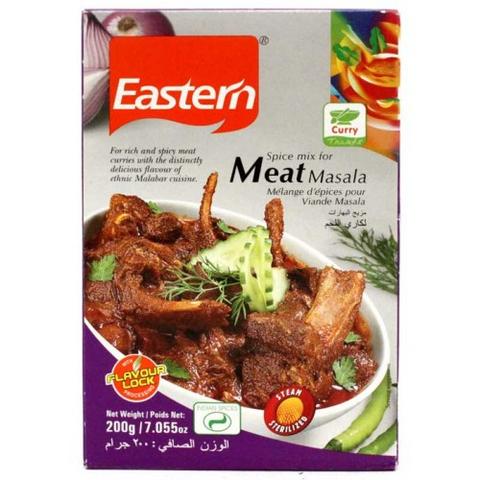 Eastern
®
For rich and spicy meat
curries with the distinctly
delicious flavour of
ethnic Malabar cuisine.
Curry
Spice mix for
Meat Masala
Mélange d'épices pour
Viande Masala
مزيج البهارات
لكاري اللحم
WITH
FLAVOUR
LOCK
PROCESSING
Net Weight / Poids Net:
200g / 7.055oz
الوزن الصافي: ٢٠٠ جرام
INDIAN SPICES
STEAM
STERILIZED